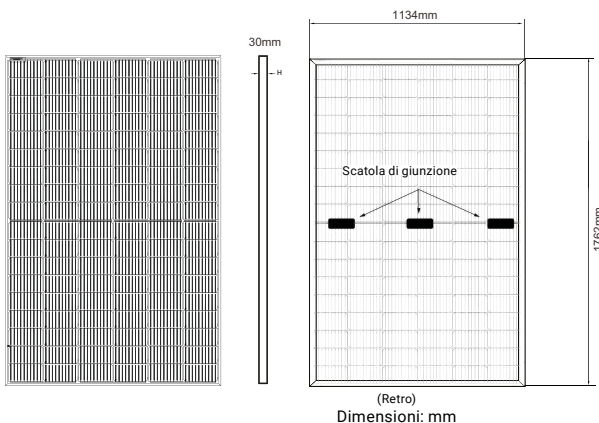 1134mm
30mm
H
Scatola di giunzione
1762mm
(Retro)
Dimensioni: mm